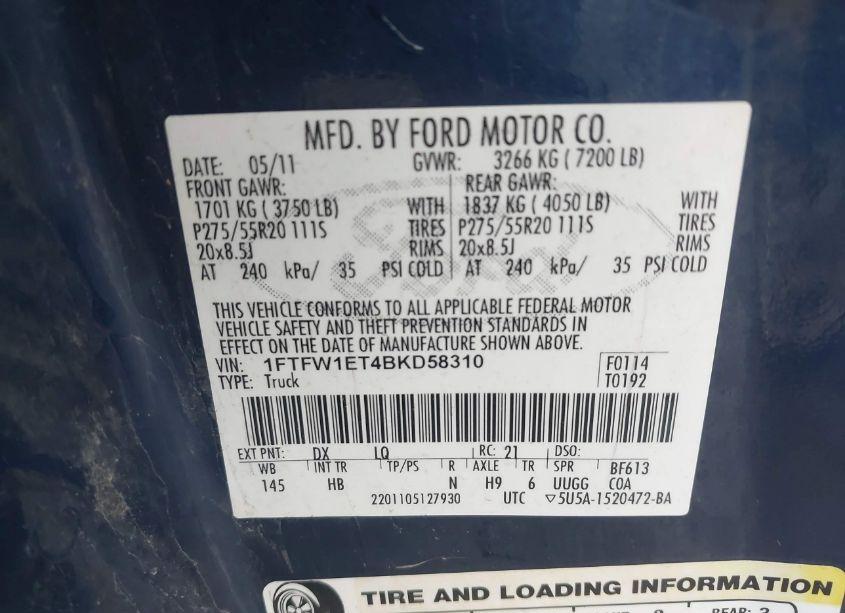 MFD. BY FORD MOTOR CO.
DATE: 05/11 GVWR: 3266 KG ( 7200 LB)
FRONT GAWR: REAR GAWR:
1701 KG ( 3750 LB) WITH 1837 KG ( 4050 LB) WITH
P275/55R20 111S TIRES P275/55R20 111S TIRES
20x8.5J RIMS 20x8.5J RIMS
AT 240 kPa/ 35 PSI COLD AT 240 kPa/ 35 PSI COLD
THIS VEHICLE CONFORMS TO ALL APPLICABLE FEDERAL MOTOR
VEHICLE SAFETY AND THEFT PREVENTION STANDARDS IN
EFFECT ON THE DATE OF MANUFACTURE SHOWN ABOVE.
VIN: 1FTFW1ET4BKD58310 F0114
TYPE: Truck T0192
EXT PNT: DX LQ RC: 21 DSO:
WB INT TR TP/PS R AXLE TR SPR BF613
145 HB N H9 6 UUGG COA
2201105127930 UTC ▽5U5A-1520472-BA
TIRE AND LOADING INFORMATION
REAR: 3